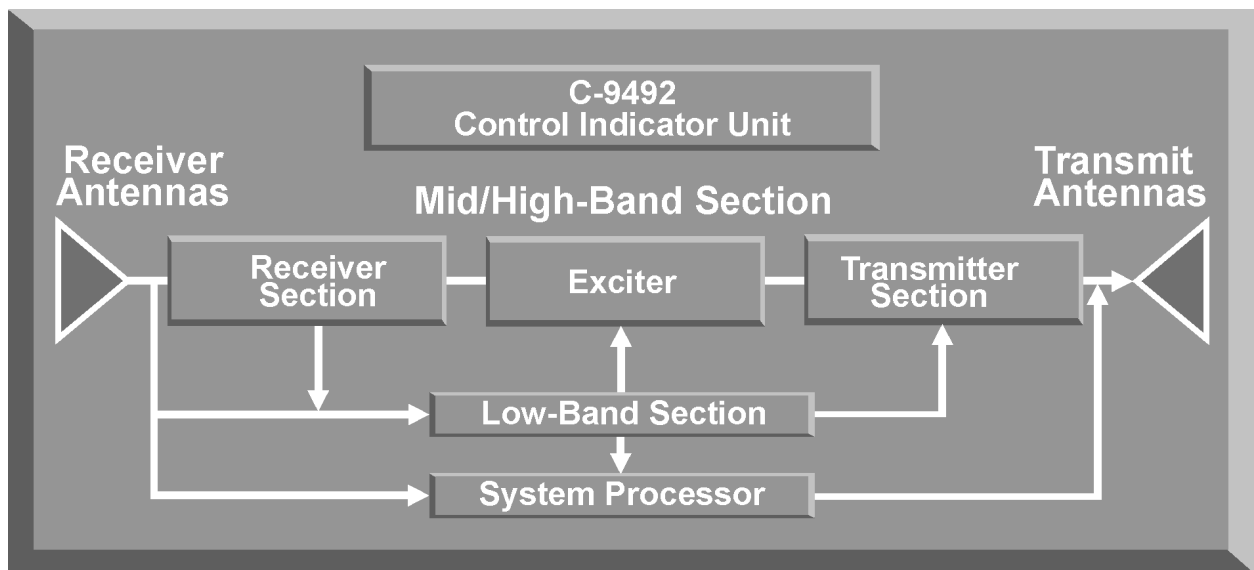 C-9492
Control Indicator Unit
Receiver
Antennas
Transmit
Antennas
Mid/High-Band Section
Receiver
Section
Exciter
Transmitter
Section
Low-Band Section
System Processor